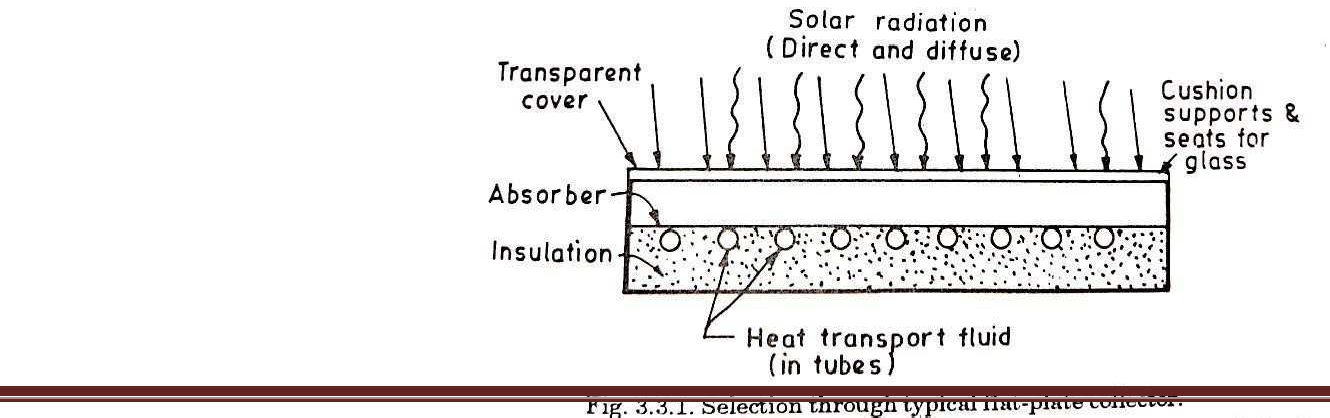 Solar radiation
(Direct and diffuse)
Transparent
cover
Cushion
supports &
seats for
glass
Absorber
Insulation
Heat transport fluid
(in tubes)
Fig. 3.3.1. Selection through typical flat-plate collector.